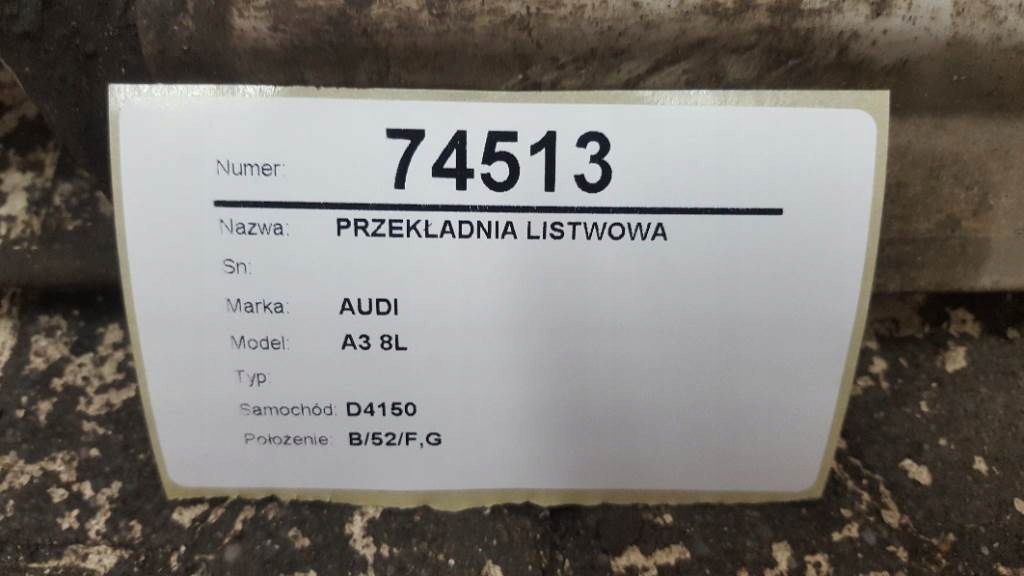 Numer: 74513
Nazwa: PRZEKŁADNIA LISTWOWA
Sn:
Marka: AUDI
Model: A3 8L
Typ:
Samochód: D4150
Położenie: B/52/F,G